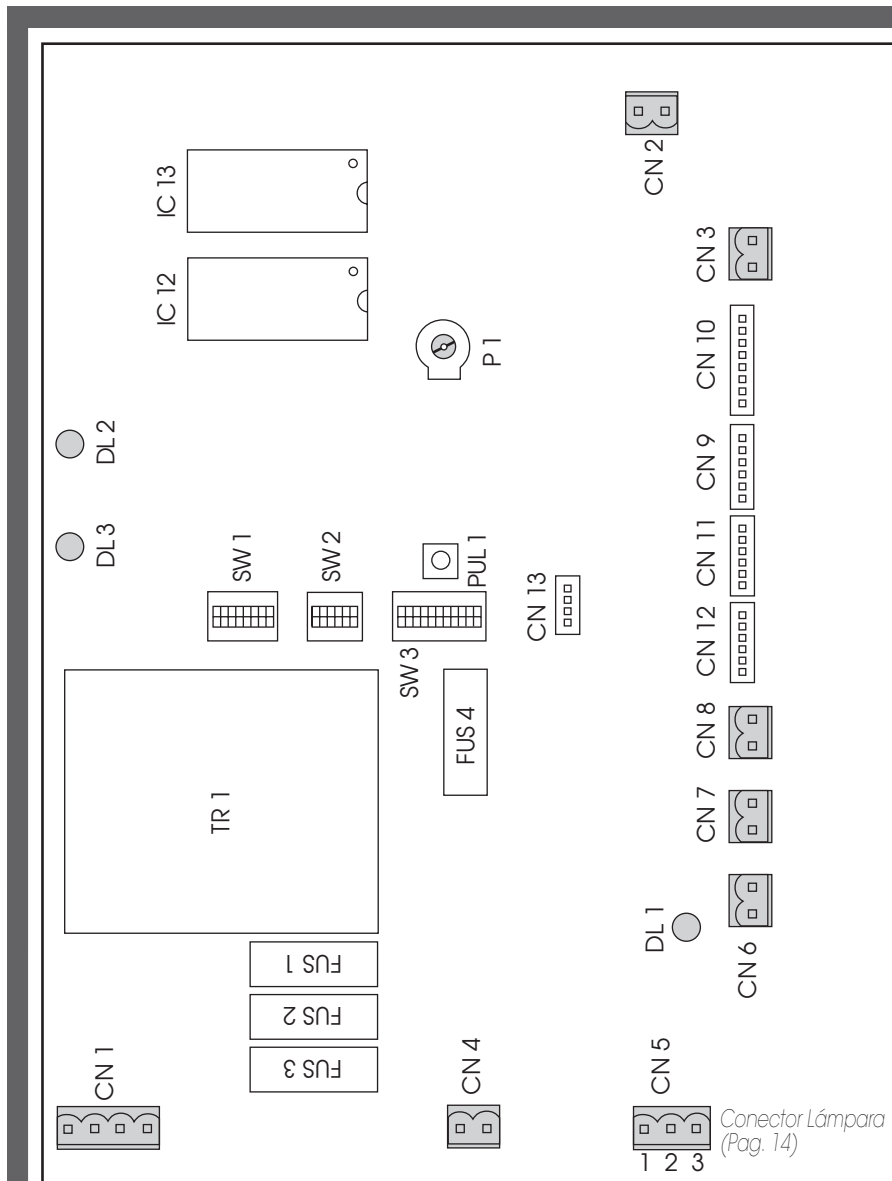 CN 2
IC 13
CN 3
IC 12
CN 10
P 1
DL 2
CN 9
DL 3
SW 1
SW 2
PUL 1
CN 11
CN 13
CN 12
SW 3
FUS 4
CN 8
TR 1
CN 7
DL 1
CN 6
FUS 1
FUS 2
FUS 3
CN 1
CN 4
CN 5
Conector Lámpara
(Pag. 14)
1 2 3